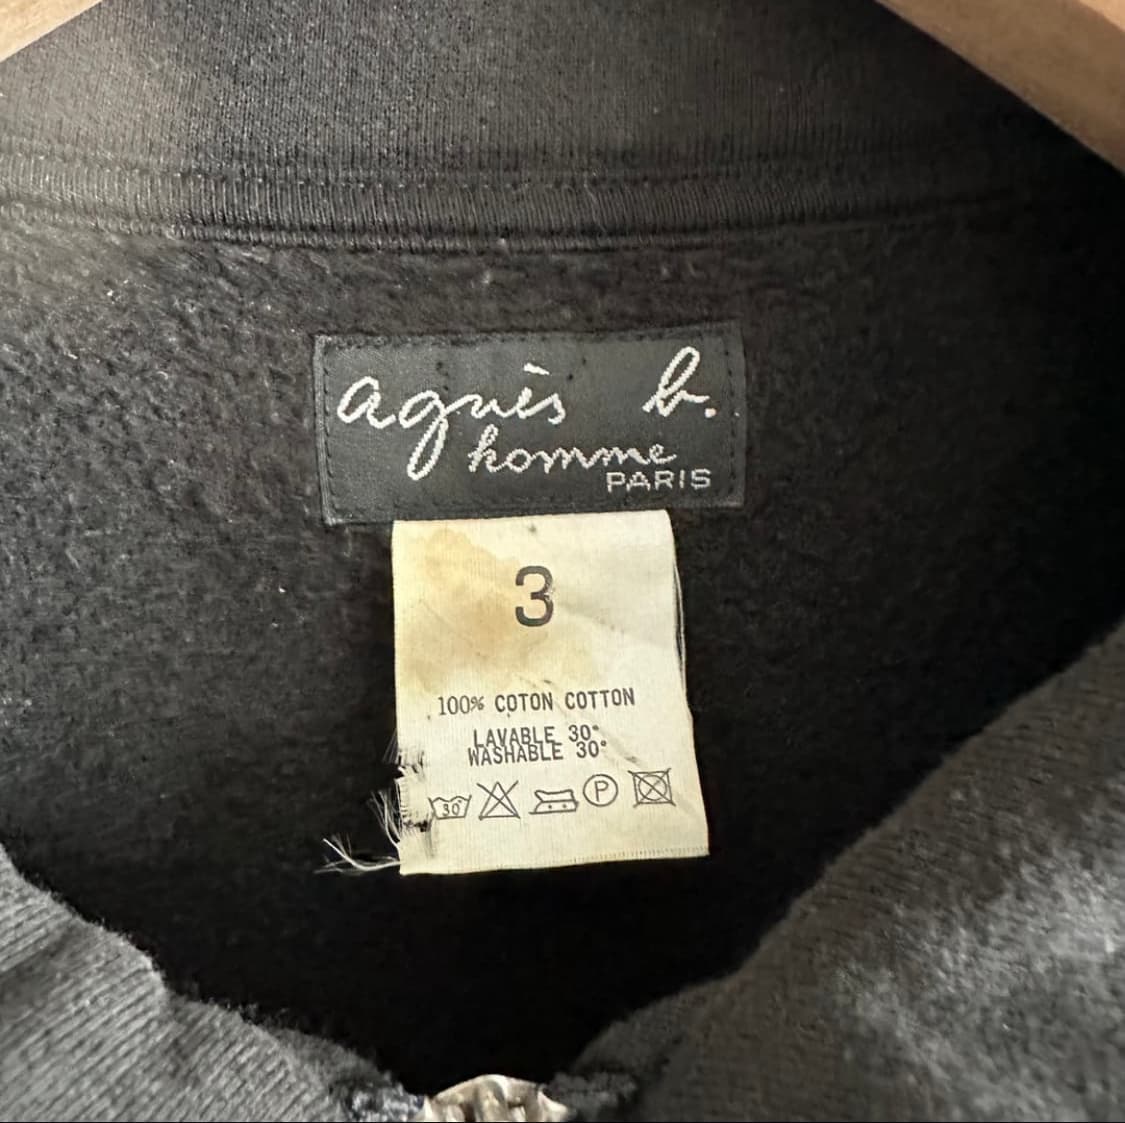 agnès b.
homme
PARIS
3
100% COTON COTTON
LAVABLE 30°
WASHABLE 30°
30°
P